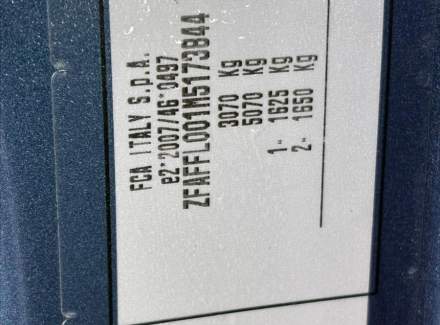 FCA ITALY S.p.A.
e2*2007/46*0497
ZFAFFL001M5173844
3070 Kg
5070 Kg
1- 1625 Kg
2- 1650 Kg